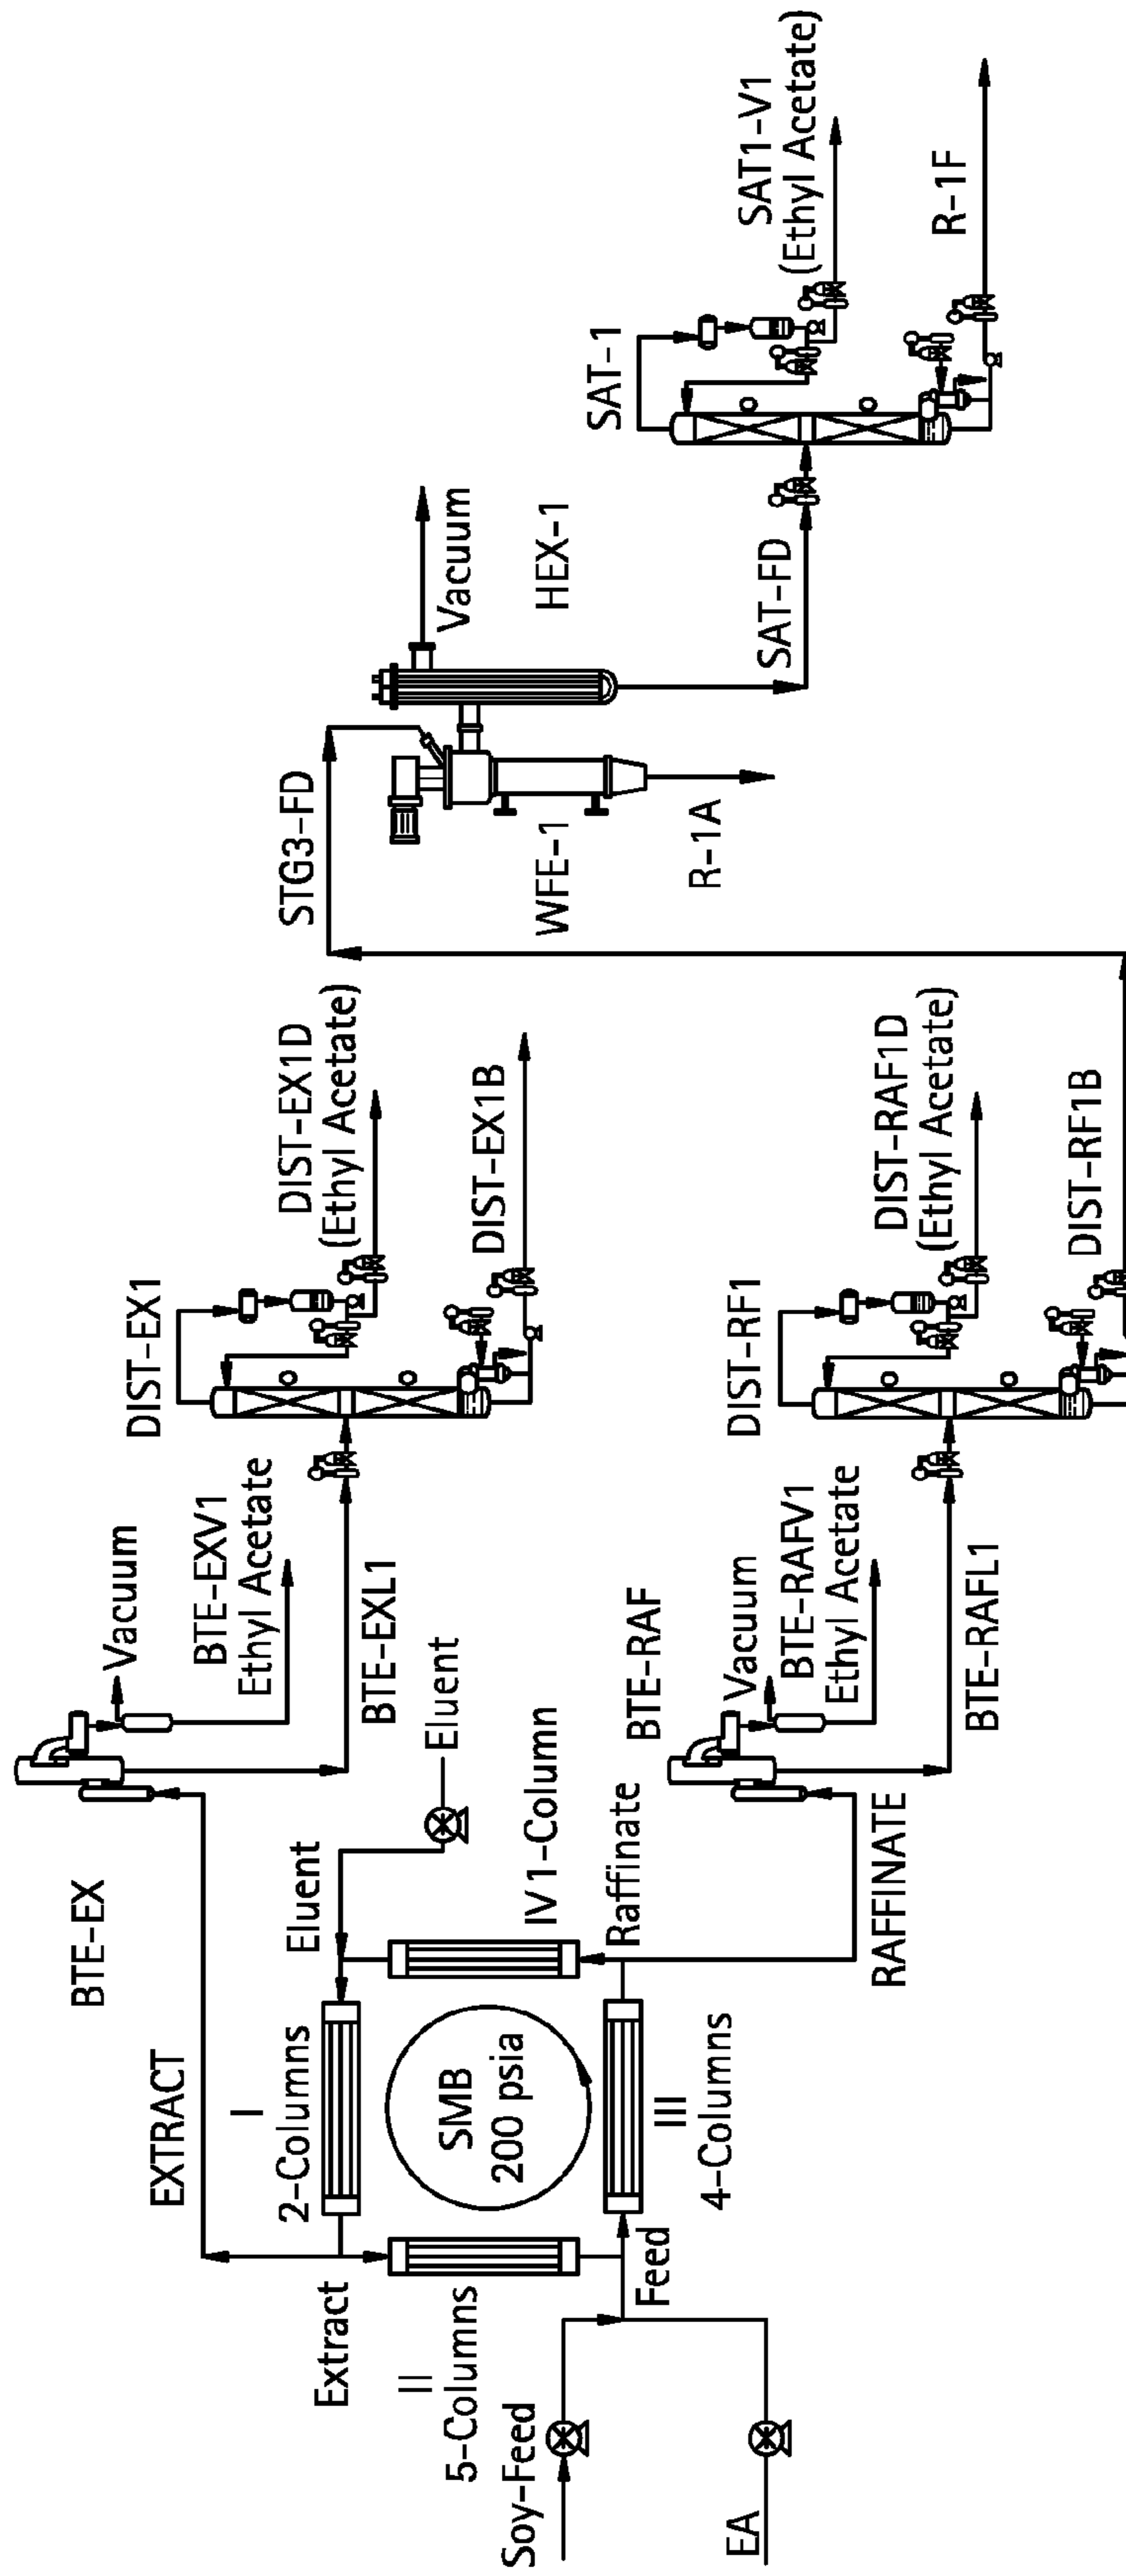 EXTRACT
BTE-EX
Vacuum
BTE-EXV1
Ethyl Acetate
BTE-EXL1
DIST-EX1
DIST-EX1D
(Ethyl Acetate)
DIST-EX1B
STG3-FD
WFE-1
R-1A
Vacuum
HEX-1
SAT-FD
SAT-1
SAT1-V1
(Ethyl Acetate)
R-1F
Extract
I
2-Columns
Eluent
Eluent
II
5-Columns
SMB
200 psia
IV 1-Column
Soy-Feed
Feed
III
4-Columns
Raffinate
EA
RAFFINATE
BTE-RAF
Vacuum
BTE-RAFV1
Ethyl Acetate
BTE-RAFL1
DIST-RF1
DIST-RAF1D
(Ethyl Acetate)
DIST-RF1B